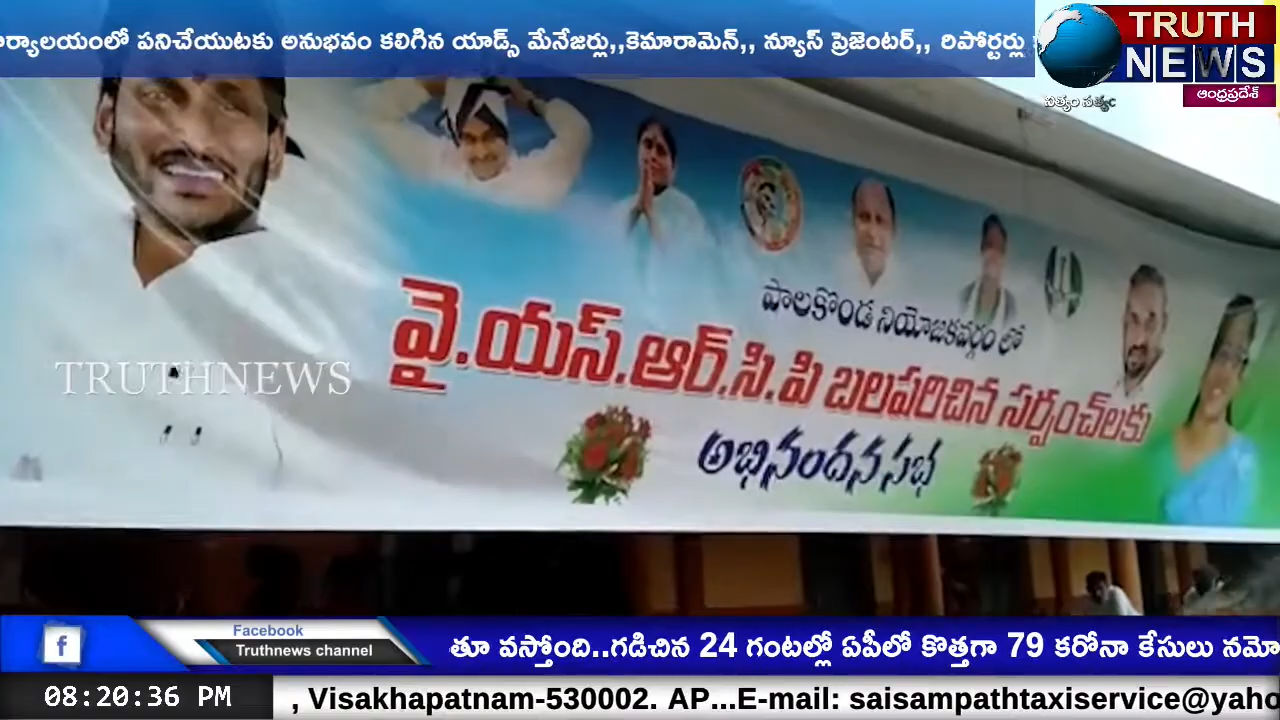 ార్యాలయంలో పనిచేయుటకు అనుభవం కలిగిన యాడ్స్ మేనేజర్లు,,కెమారామెన్,, న్యూస్ ప్రెజెంటర్,, రిపోర్టర్లు
TRUTH
NEWS
నిత్యం సత్యం
ఆంధ్రప్రదేశ్
పాలకొండ నియోజకవర్గం లో
వై.యస్.ఆర్.సి.పి బలపరిచిన సర్పంచ్‌లకు
అభినందన సభ
TRUTHNEWS
Facebook
Truthnews channel
తూ వస్తోంది..గడిచిన 24 గంటల్లో ఏపీలో కొత్తగా 79 కరోనా కేసులు నమో
08:20:36 PM
, Visakhapatnam-530002. AP...E-mail: saisampathtaxiservice@yaho